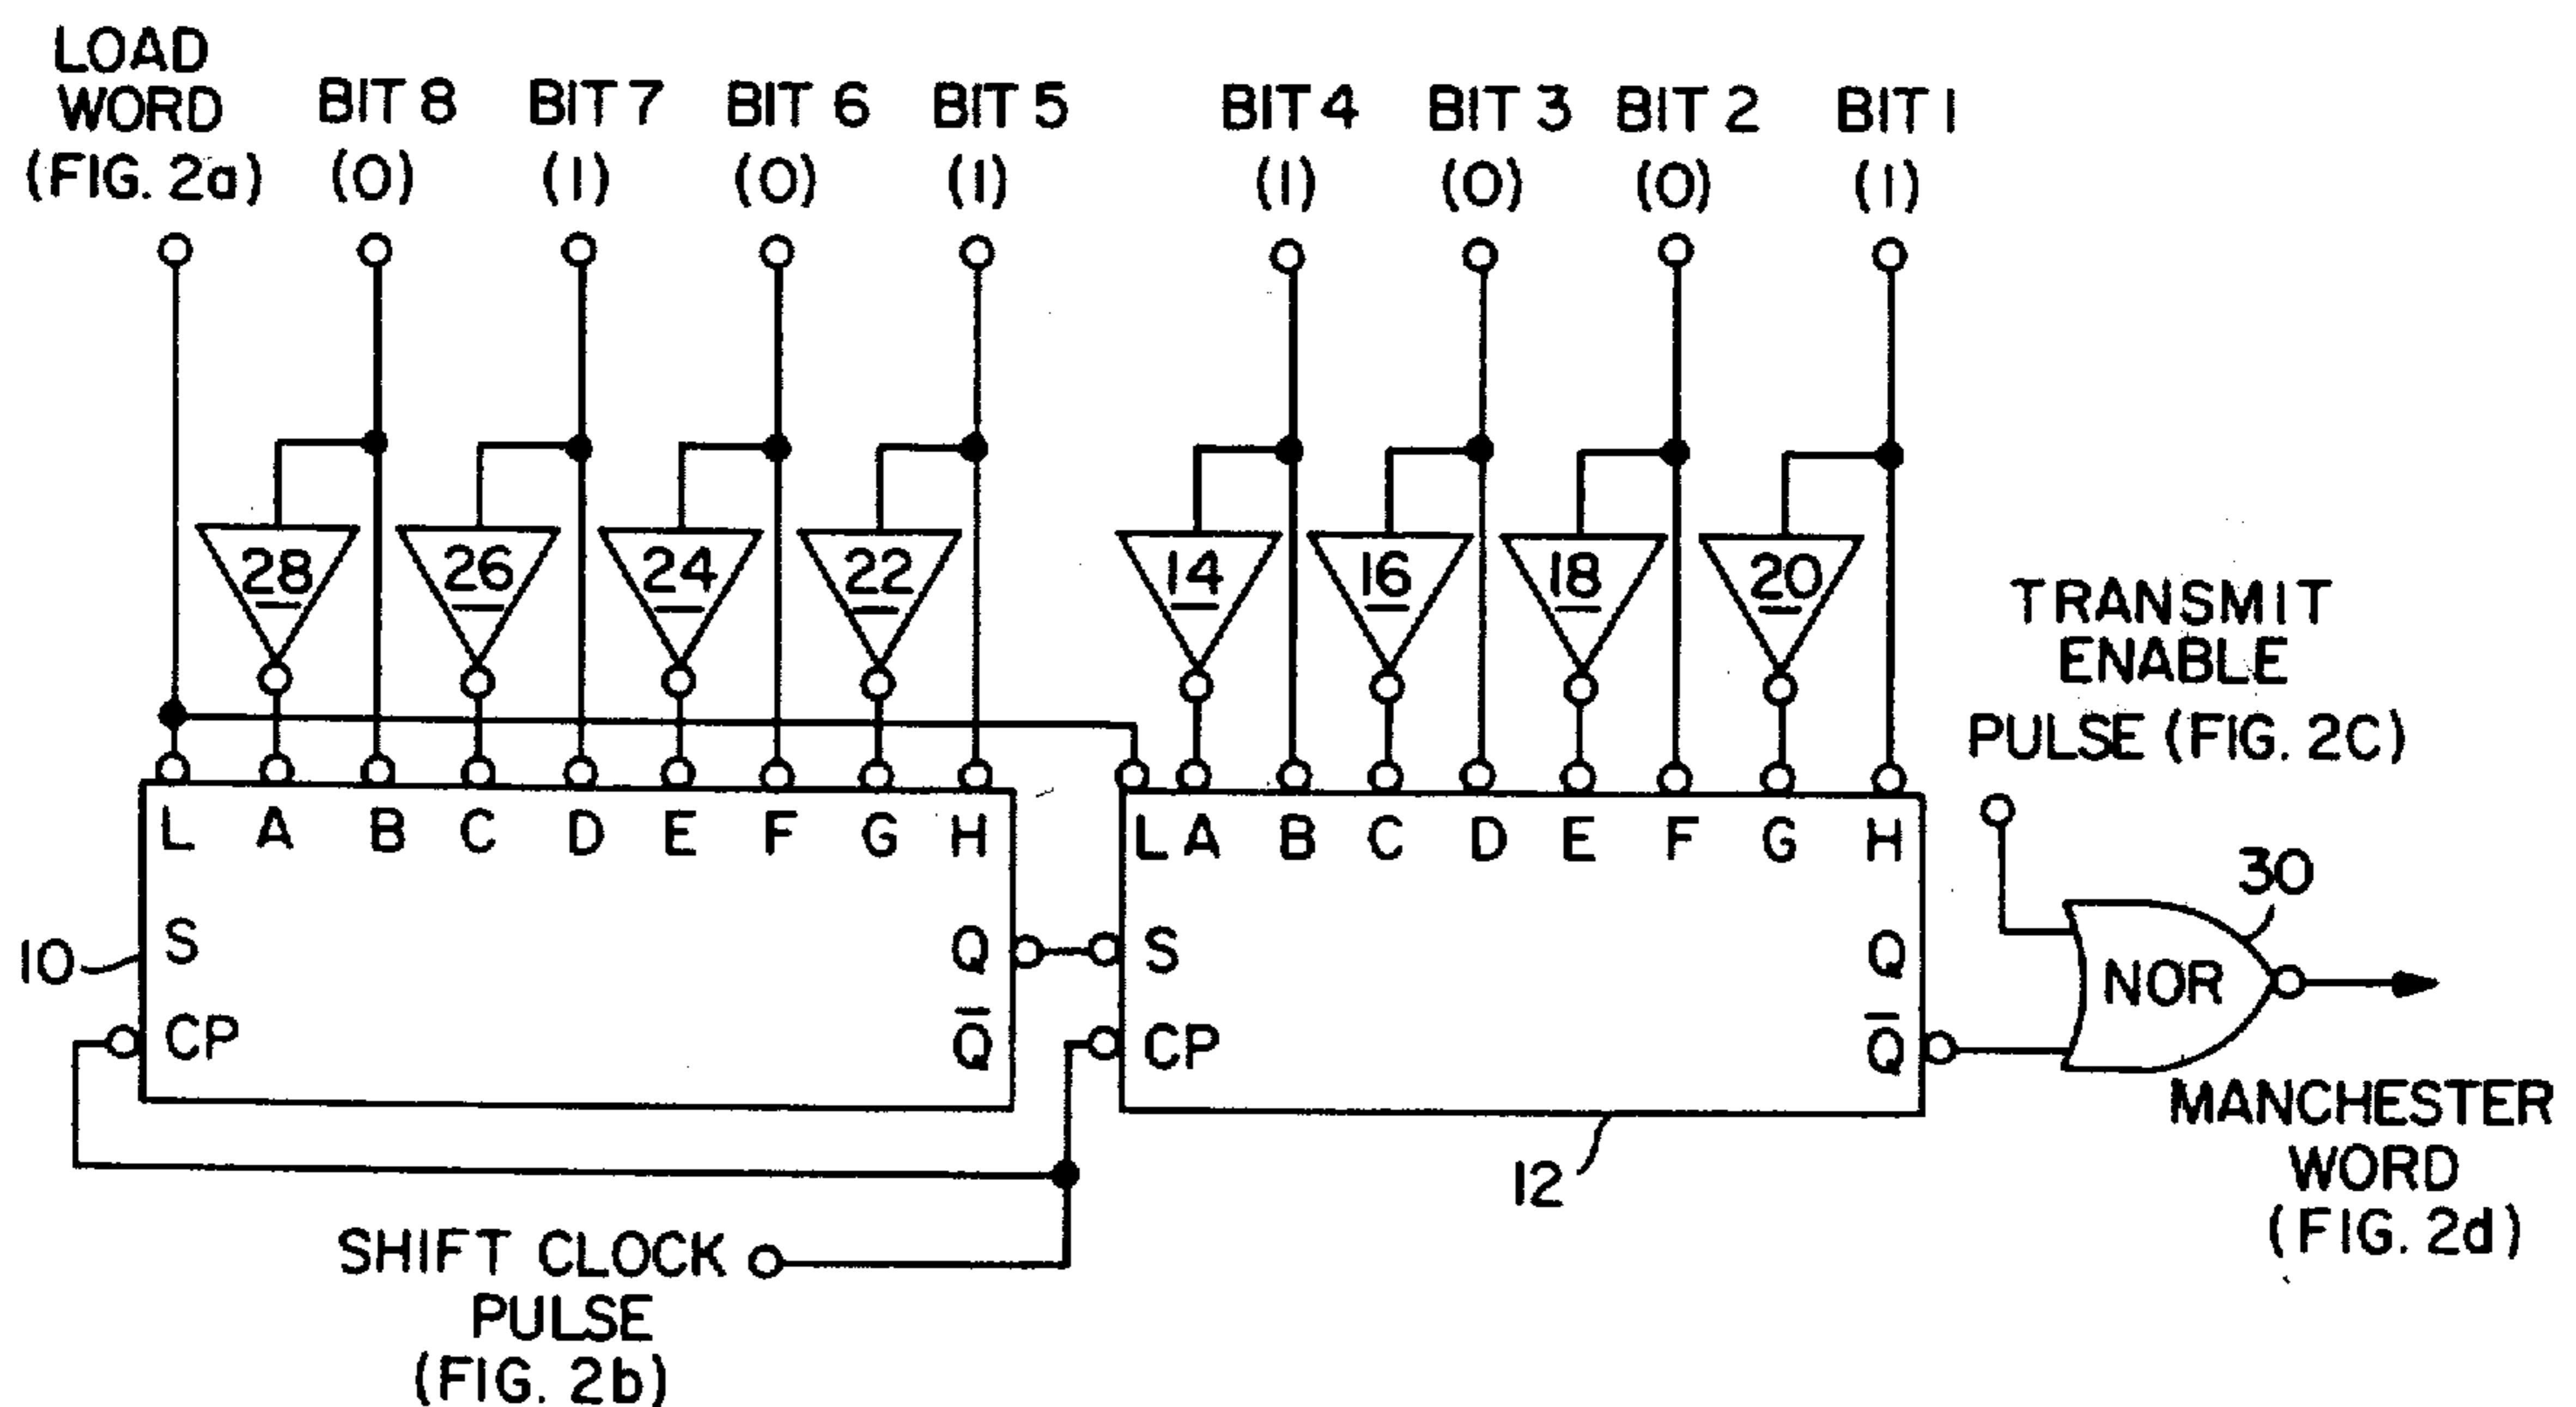 LOAD
WORD
(FIG. 2a)
BIT 8
(0)
BIT 7
(1)
BIT 6
(0)
BIT 5
(1)
BIT 4
(1)
BIT 3
(0)
BIT 2
(0)
BIT 1
(1)
28
26
24
22
14
16
18
20
TRANSMIT
ENABLE
PULSE (FIG. 2C)
L A B C D E F G H
L A B C D E F G H
30
10
S
Q
S
Q
NOR
CP
Q̅
CP
Q̅
12
MANCHESTER
WORD
(FIG. 2d)
SHIFT CLOCK
PULSE
(FIG. 2b)